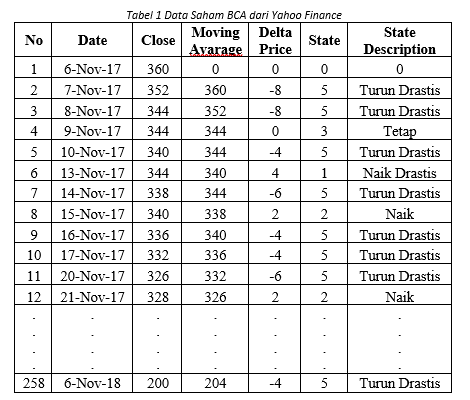 Tabel 1 Data Saham BCA dari Yahoo Finance
No Date Close Moving Avarage Delta Price State State Description
1 6-Nov-17 360 0 0 0 0
2 7-Nov-17 352 360 -8 5 Turun Drastis
3 8-Nov-17 344 352 -8 5 Turun Drastis
4 9-Nov-17 344 344 0 3 Tetap
5 10-Nov-17 340 344 -4 5 Turun Drastis
6 13-Nov-17 344 340 4 1 Naik Drastis
7 14-Nov-17 338 344 -6 5 Turun Drastis
8 15-Nov-17 340 338 2 2 Naik
9 16-Nov-17 336 340 -4 5 Turun Drastis
10 17-Nov-17 332 336 -4 5 Turun Drastis
11 20-Nov-17 326 332 -6 5 Turun Drastis
12 21-Nov-17 328 326 2 2 Naik
. . . . . . .
. . . . . . .
. . . . . . .
. . . . . . .
258 6-Nov-18 200 204 -4 5 Turun Drastis